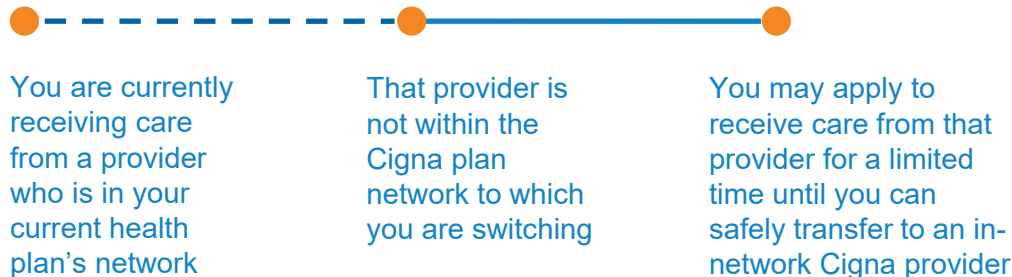 You are currently
receiving care
from a provider
who is in your
current health
plan’s network
That provider is
not within the
Cigna plan
network to which
you are switching
You may apply to
receive care from that
provider for a limited
time until you can
safely transfer to an in-
network Cigna provider